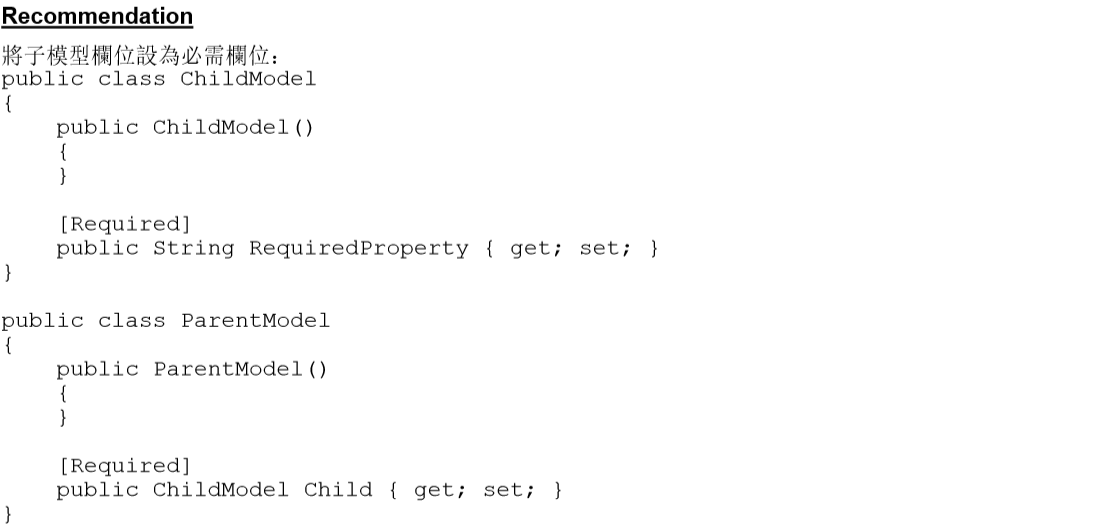 Recommendation
將子模型欄位設為必需欄位：
public class ChildModel
{
    public ChildModel()
    {
    }

    [Required]
    public String RequiredProperty { get; set; }
}

public class ParentModel
{
    public ParentModel()
    {
    }

    [Required]
    public ChildModel Child { get; set; }
}